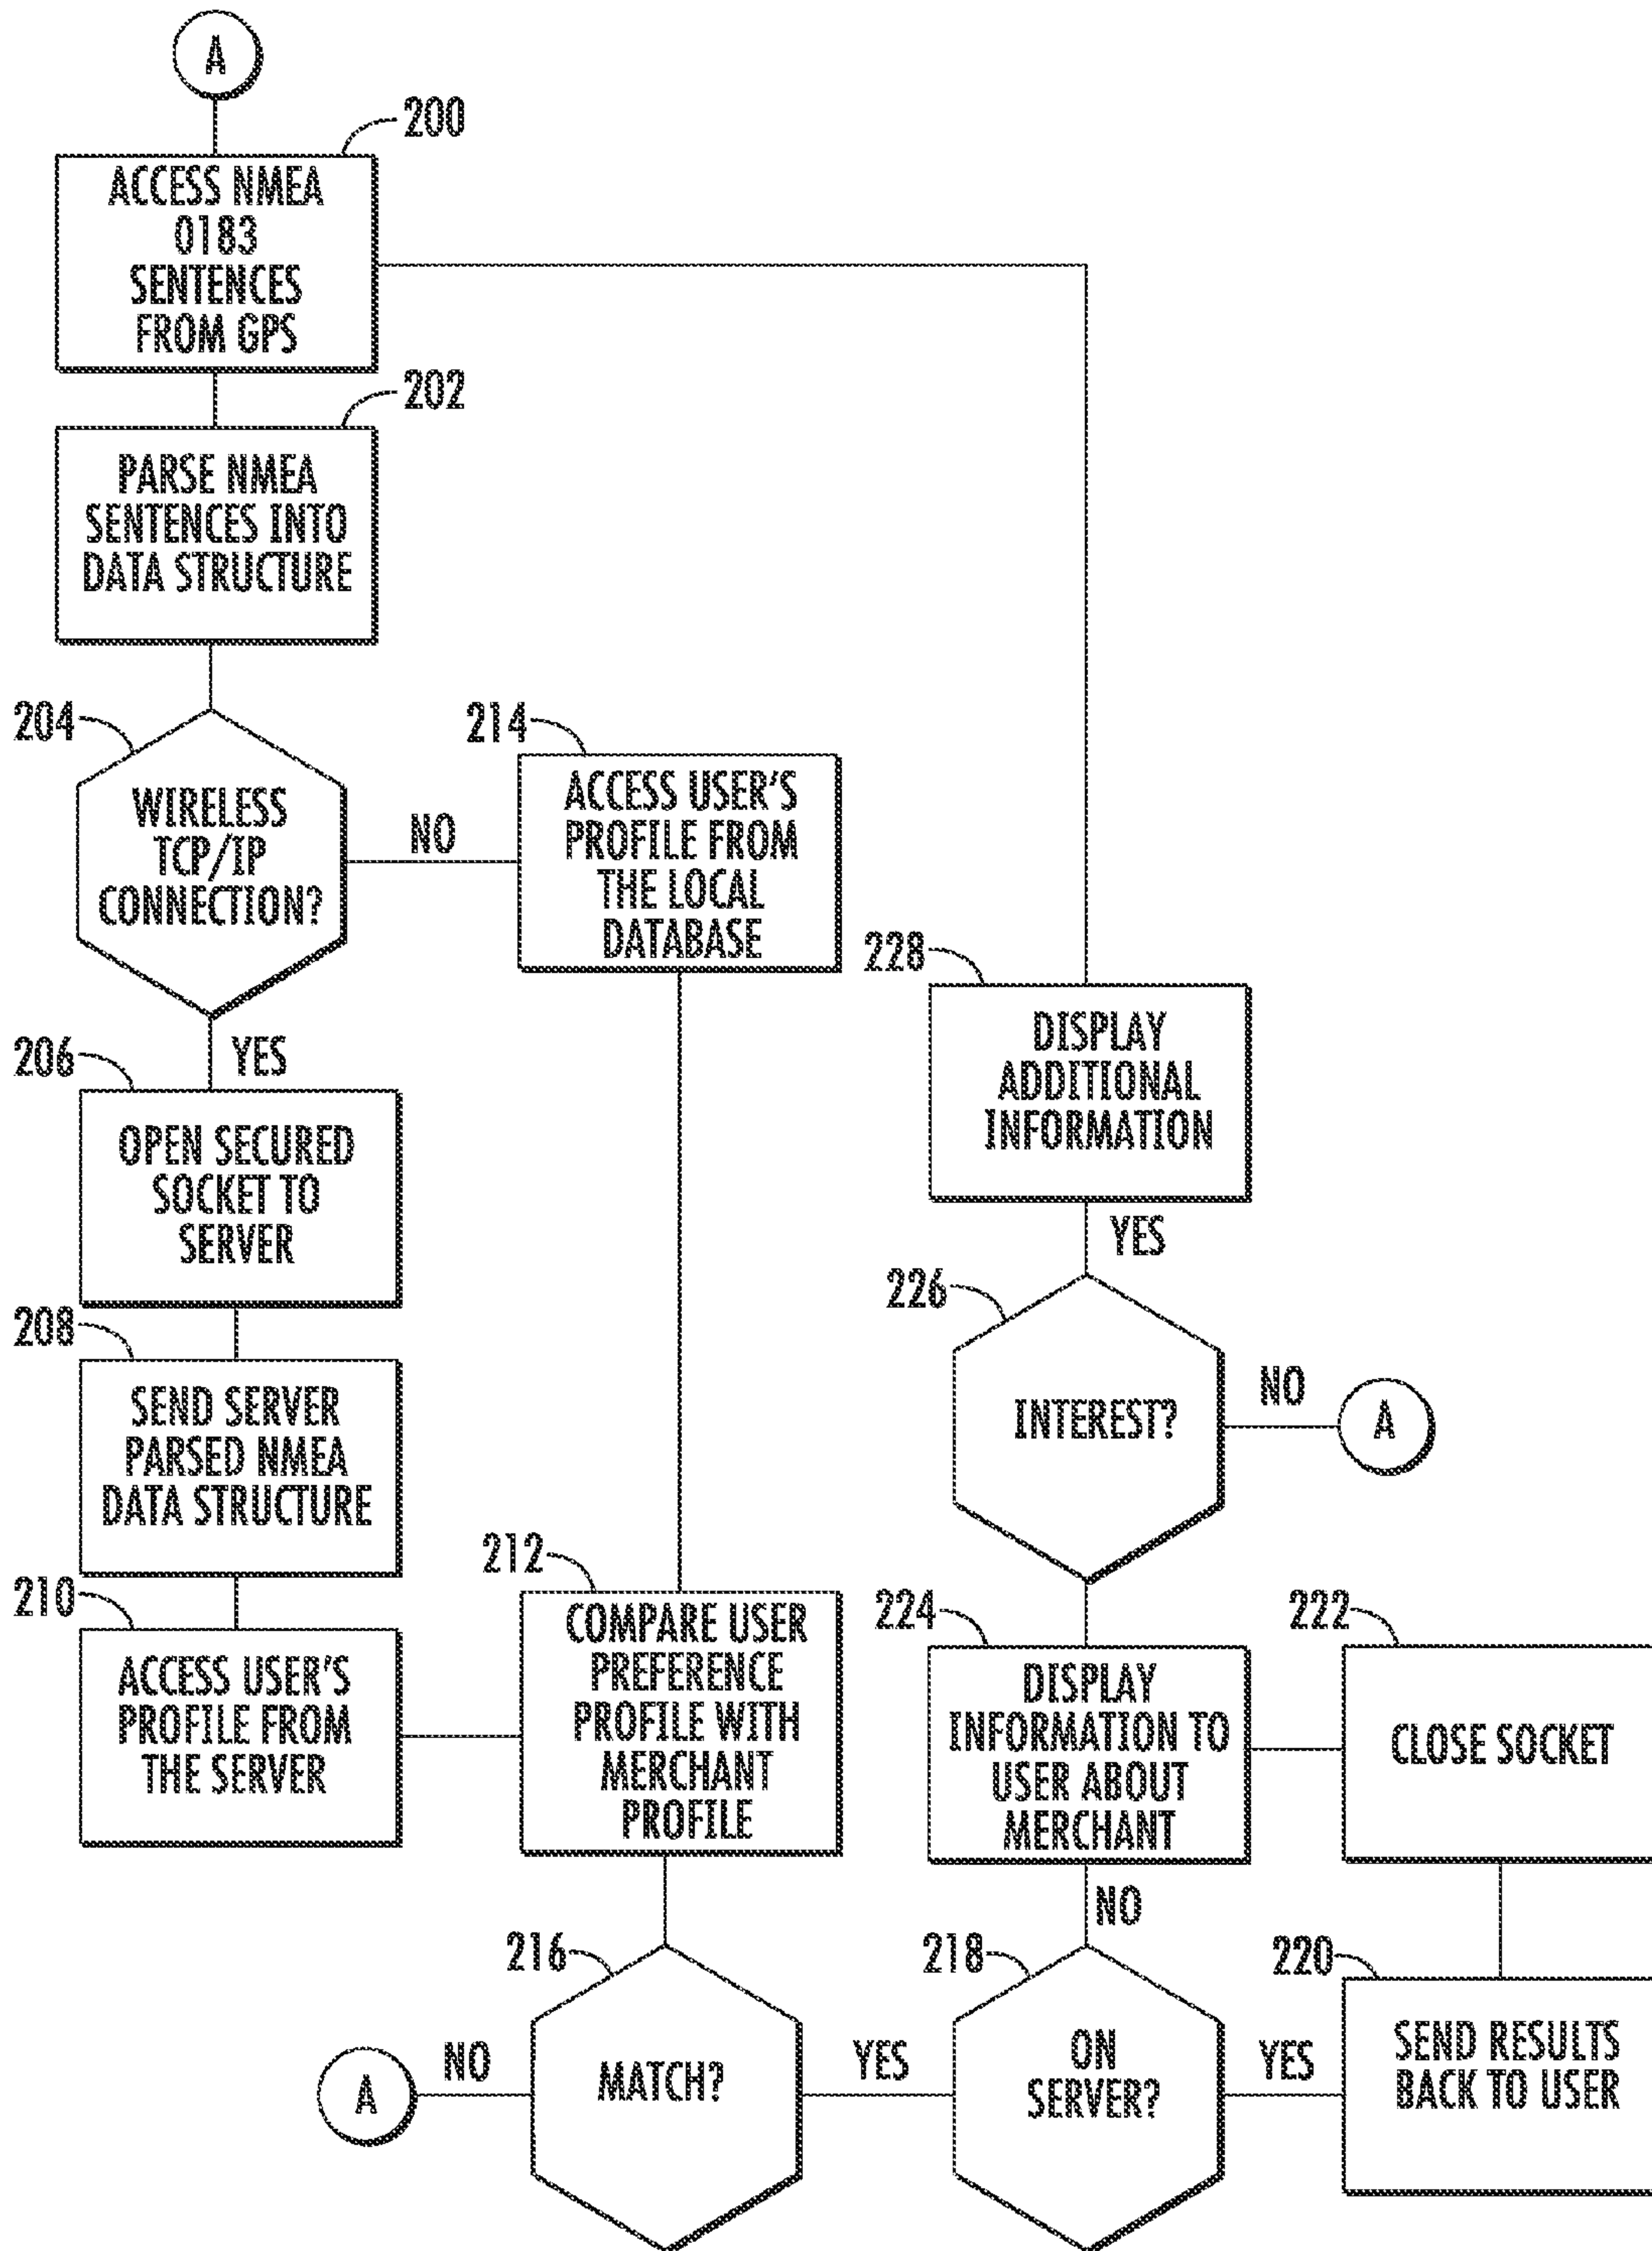 A
200
ACCESS NMEA
0183
SENTENCES
FROM GPS
202
PARSE NMEA
SENTENCES INTO
DATA STRUCTURE
204
WIRELESS
TCP/IP
CONNECTION?
NO
214
ACCESS USER'S
PROFILE FROM
THE LOCAL
DATABASE
YES
206
OPEN SECURED
SOCKET TO
SERVER
208
SEND SERVER
PARSED NMEA
DATA STRUCTURE
210
ACCESS USER'S
PROFILE FROM
THE SERVER
212
COMPARE USER
PREFERENCE
PROFILE WITH
MERCHANT
PROFILE
216
MATCH?
NO
A
YES
218
ON
SERVER?
YES
220
SEND RESULTS
BACK TO USER
222
CLOSE SOCKET
NO
224
DISPLAY
INFORMATION TO
USER ABOUT
MERCHANT
226
INTEREST?
NO
A
YES
228
DISPLAY
ADDITIONAL
INFORMATION